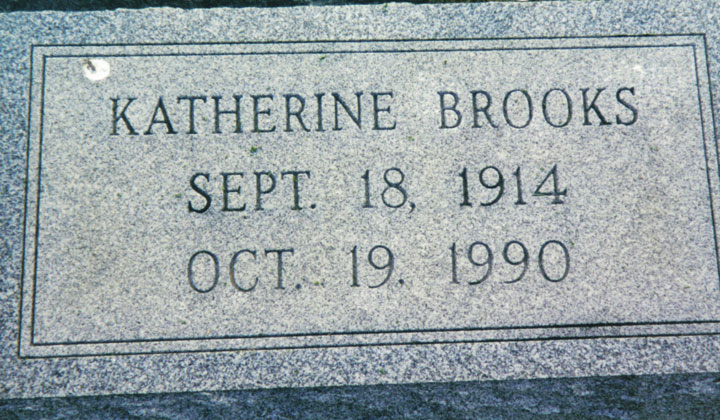 KATHERINE BROOKS
SEPT. 18, 1914
OCT. 19. 1990